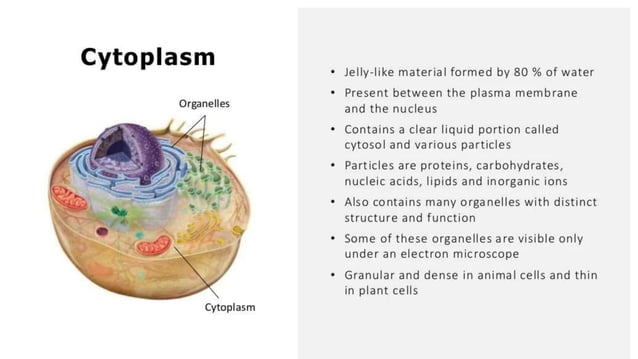 Cytoplasm
Organelles
Cytoplasm
• Jelly-like material formed by 80 % of water
• Present between the plasma membrane
and the nucleus
• Contains a clear liquid portion called
cytosol and various particles
• Particles are proteins, carbohydrates,
nucleic acids, lipids and inorganic ions
• Also contains many organelles with distinct
structure and function
• Some of these organelles are visible only
under an electron microscope
• Granular and dense in animal cells and thin
in plant cells